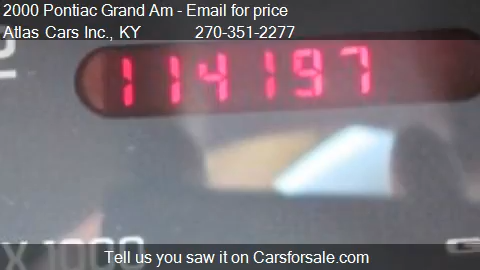 2000 Pontiac Grand Am - Email for price
Atlas Cars Inc., KY 270-351-2277
114197
X 1000
Tell us you saw it on Carsforsale.com